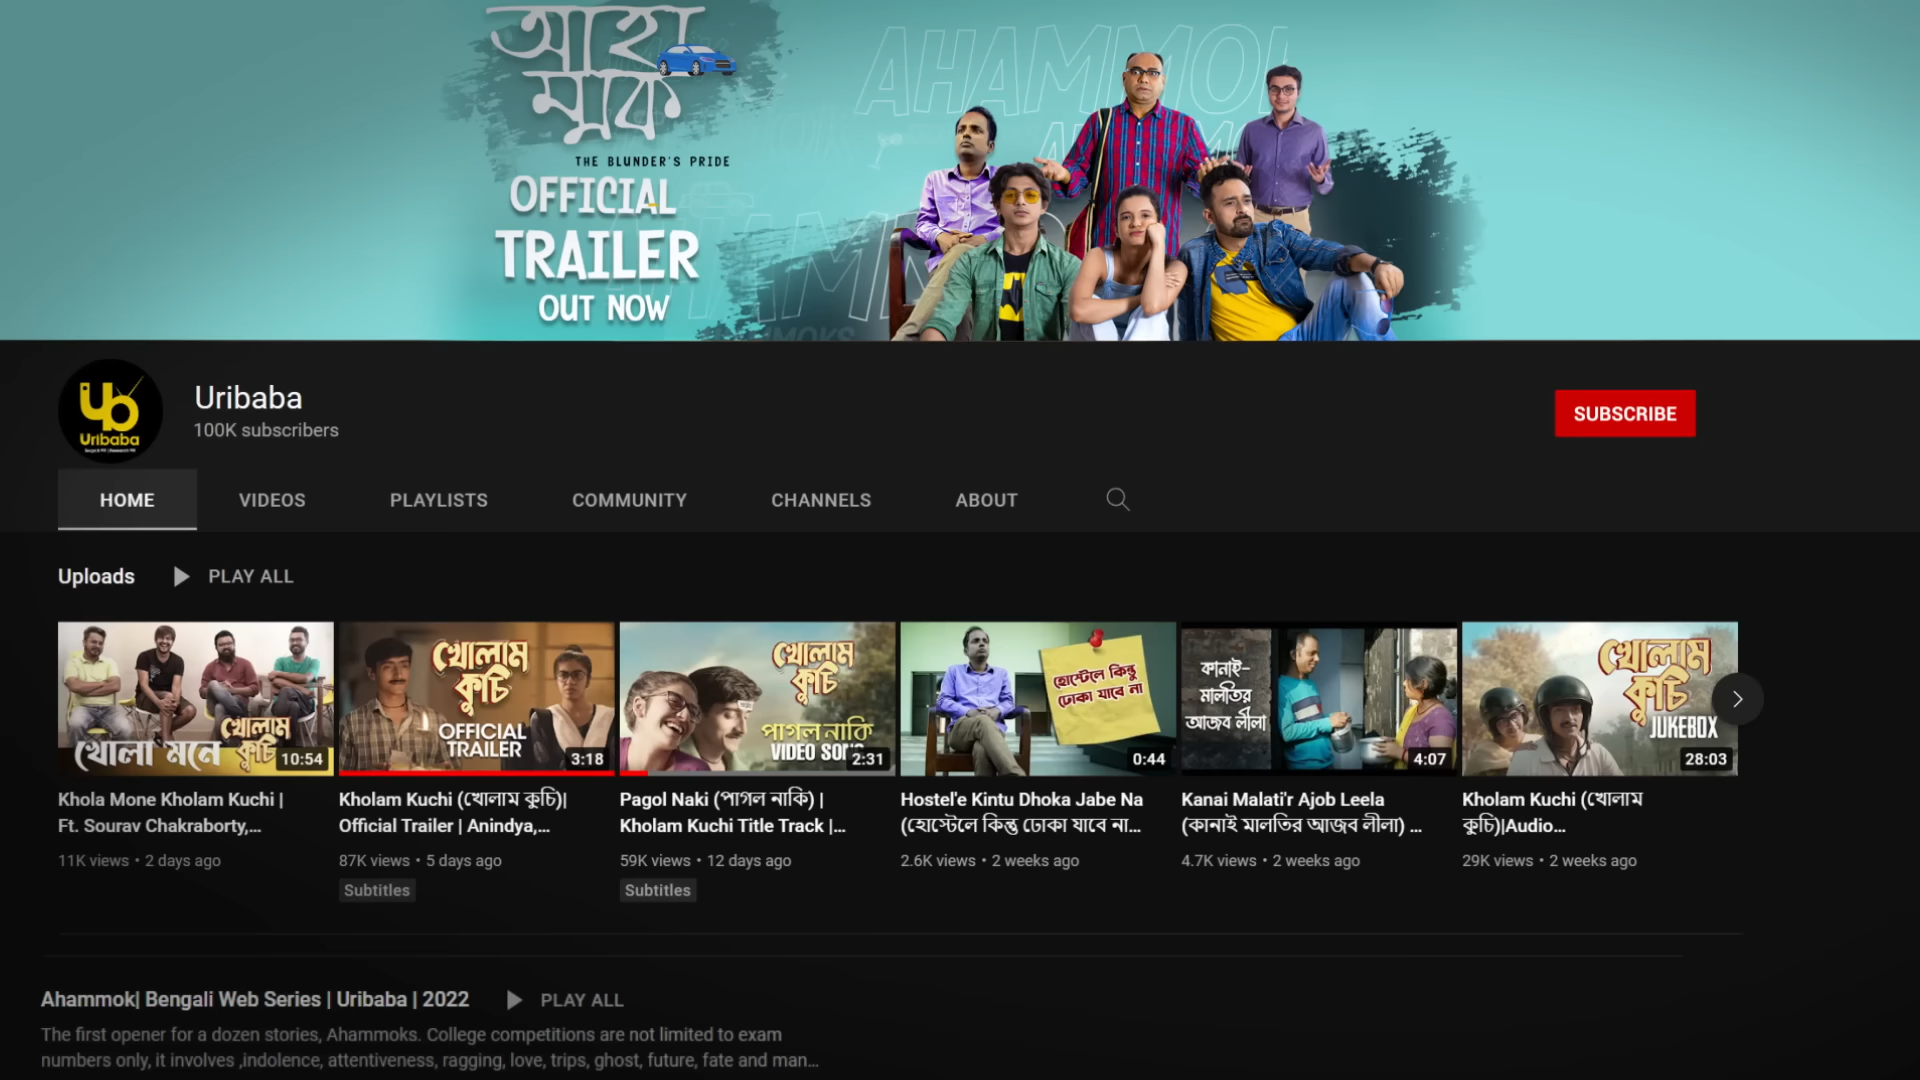 আহা
ম্মক
THE BLUNDER'S PRIDE
OFFICIAL
TRAILER
OUT NOW
AHAMMOK
Uribaba
Uribaba
100K subscribers
SUBSCRIBE
HOME
VIDEOS
PLAYLISTS
COMMUNITY
CHANNELS
ABOUT
Uploads
PLAY ALL
খোলাম
কুচি
খোলা মনে
10:54
খোলাম
কুচি
OFFICIAL
TRAILER
3:18
খোলাম
কুচি
পাগল নাকি
VIDEO SONG
2:31
হোস্টেলে কিন্তু
ঢোকা যাবে না
0:44
কানাই-
মালতির
আজব লীলা
4:07
খোলাম
কুচি
JUKEBOX
28:03
Khola Mone Kholam Kuchi |
Ft. Sourav Chakraborty,...
11K views • 2 days ago
Kholam Kuchi (খোলাম কুচি)|
Official Trailer | Anindya,...
87K views • 5 days ago
Subtitles
Pagol Naki (পাগল নাকি) |
Kholam Kuchi Title Track |...
59K views • 12 days ago
Subtitles
Hostel'e Kintu Dhoka Jabe Na
(হোস্টেলে কিন্তু ঢোকা যাবে না...
2.6K views • 2 weeks ago
Kanai Malati'r Ajob Leela
(কানাই মালতির আজব লীলা) ...
4.7K views • 2 weeks ago
Kholam Kuchi (খোলাম
কুচি)|Audio...
29K views • 2 weeks ago
Ahammok| Bengali Web Series | Uribaba | 2022
PLAY ALL
The first opener for a dozen stories, Ahammoks. College competitions are not limited to exam
numbers only, it involves ,indolence, attentiveness, ragging, love, trips, ghost, future, fate and man...